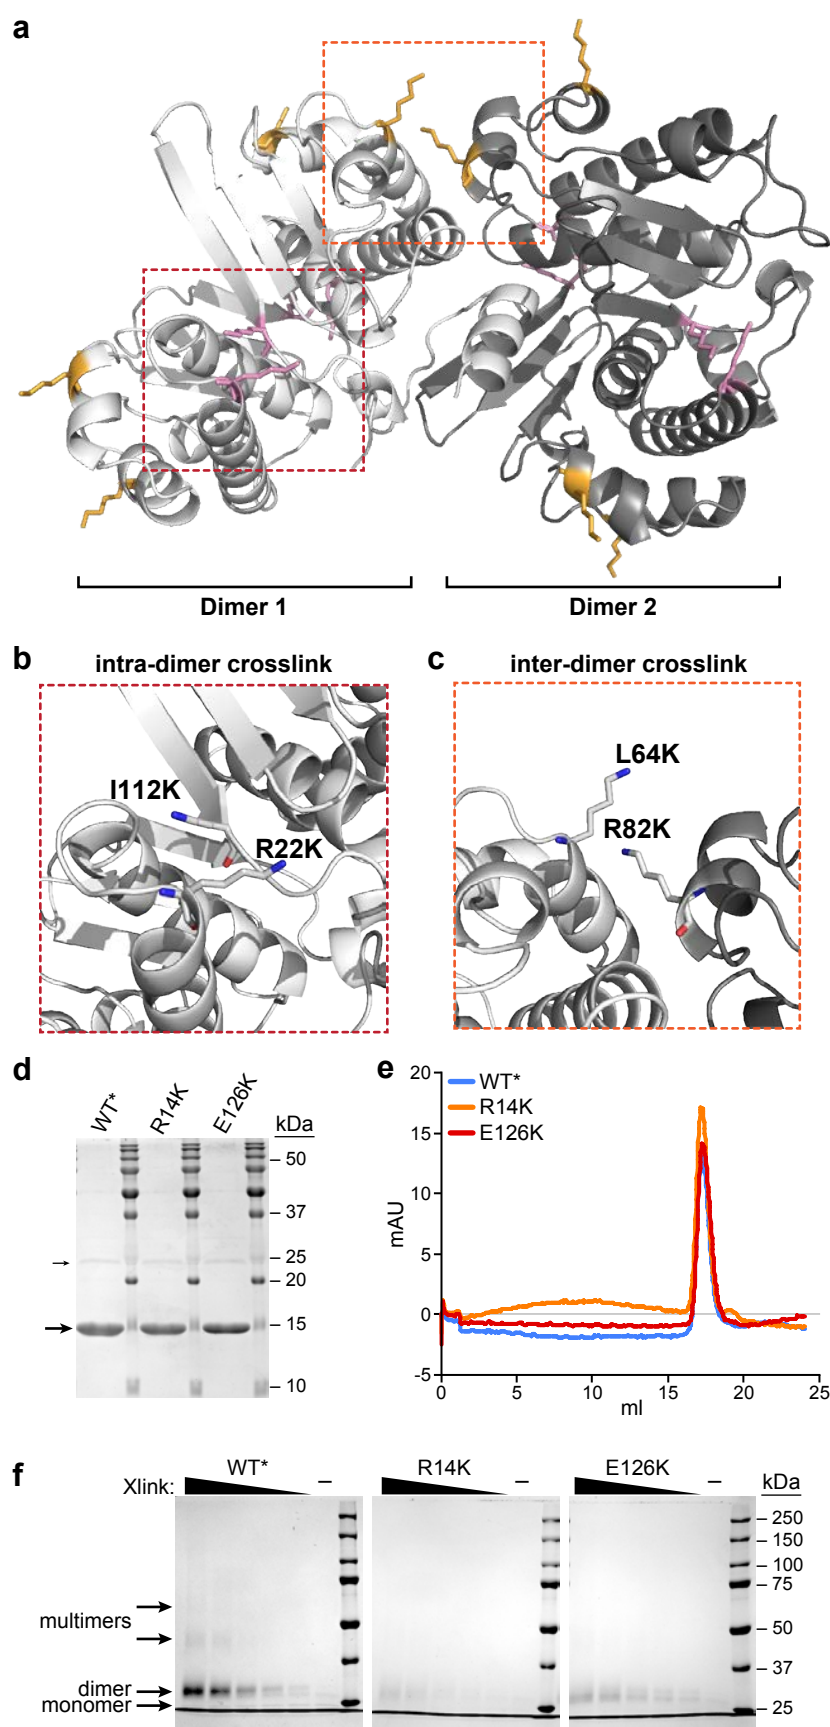 a
Dimer 1
Dimer 2
b
intra-dimer crosslink
I112K
R22K
c
inter-dimer crosslink
L64K
R82K
d
WT*
R14K
E126K
kDa
50
37
25
20
15
10
e
WT*
R14K
E126K
20
15
10
5
0
-5
mAU
0
5
10
15
20
25
ml
f
Xlink:
WT*
–
R14K
–
E126K
–
kDa
250
150
100
75
50
37
25
multimers
dimer
monomer